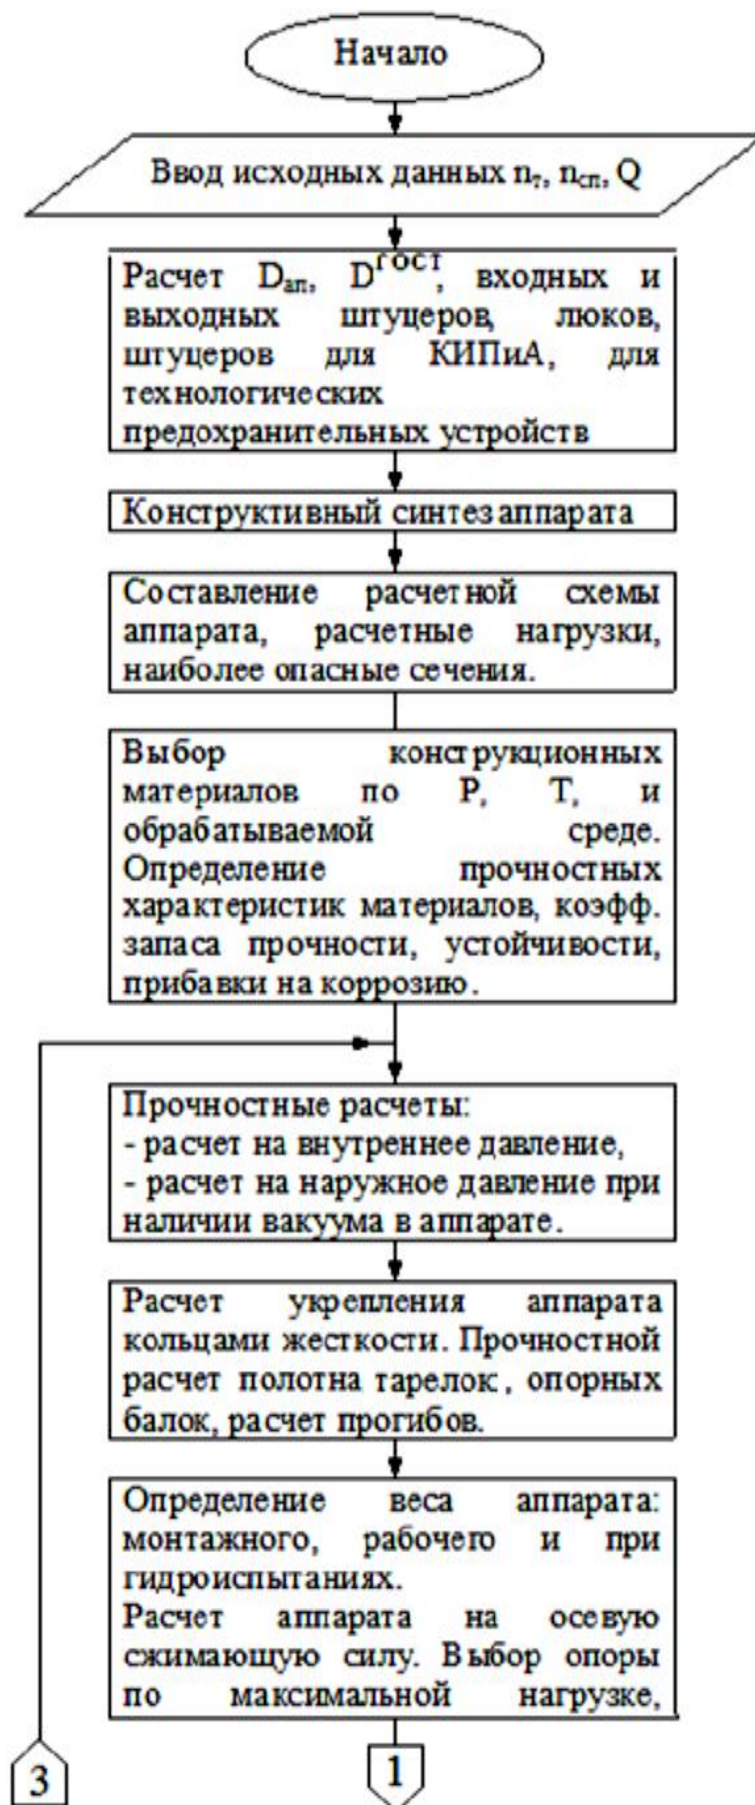 Начало
Ввод исходных данных nт, nсп, Q
Расчет Dап, D^ГОСТ, входных и
выходных штуцеров, люков,
штуцеров для КИПиА, для
технологических
предохранительных устройств
Конструктивный синтез аппарата
Составление расчетной схемы
аппарата, расчетные нагрузки,
наиболее опасные сечения.
Выбор конструкционных
материалов по Р, Т, и
обрабатываемой среде.
Определение прочностных
характеристик материалов, коэфф.
запаса прочности, устойчивости,
прибавки на коррозию.
Прочностные расчеты:
- расчет на внутреннее давление,
- расчет на наружное давление при
наличии вакуума в аппарате.
Расчет укрепления аппарата
кольцами жесткости. Прочностной
расчет полотна тарелок, опорных
балок, расчет прогибов.
Определение веса аппарата:
монтажного, рабочего и при
гидроиспытаниях.
Расчет аппарата на осевую
сжимающую силу. Выбор опоры
по максимальной нагрузке,
3
1